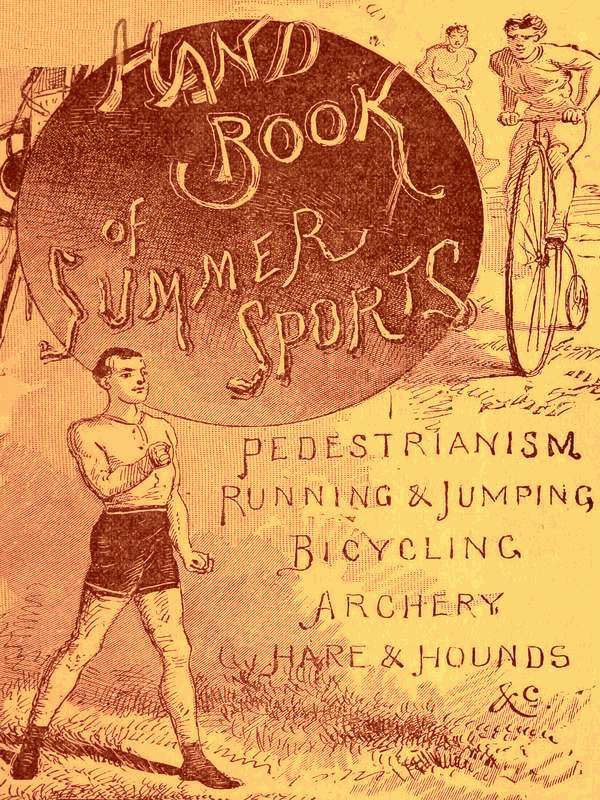 HAND
BOOK
of
SUMMER
SPORTS
PEDESTRIANISM
RUNNING & JUMPING,
BICYCLING
ARCHERY
HARE & HOUNDS
&c.